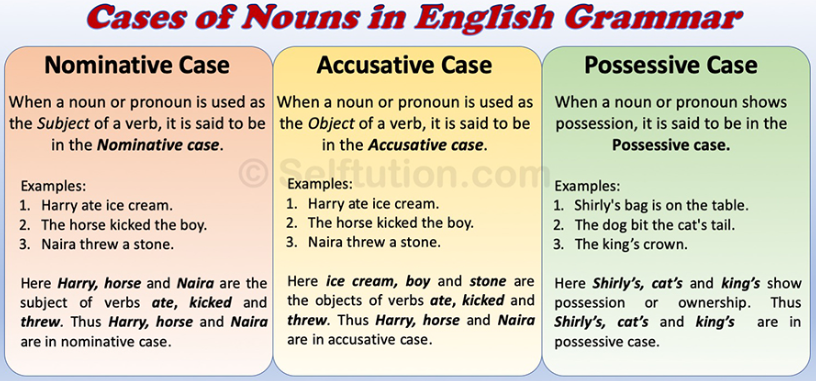 Cases of Nouns in English Grammar
Nominative Case
When a noun or pronoun is used as
the Subject of a verb, it is said to be
in the Nominative case.
Examples:
1. Harry ate ice cream.
2. The horse kicked the boy.
3. Naira threw a stone.
Here Harry, horse and Naira are the
subject of verbs ate, kicked and
threw. Thus Harry, horse and Naira
are in nominative case.
Accusative Case
When a noun or pronoun is used as
the Object of a verb, it is said to be
in the Accusative case.
Examples:
1. Harry ate ice cream.
2. The horse kicked the boy.
3. Naira threw a stone.
Here ice cream, boy and stone are
the objects of verbs ate, kicked and
threw. Thus Harry, horse and Naira
are in accusative case.
Possessive Case
When a noun or pronoun shows
possession, it is said to be in the
Possessive case.
Examples:
1. Shirly's bag is on the table.
2. The dog bit the cat's tail.
3. The king's crown.
Here Shirly's, cat's and king's show
possession or ownership. Thus
Shirly's, cat's and king's are in
possessive case.
© Selftution.com